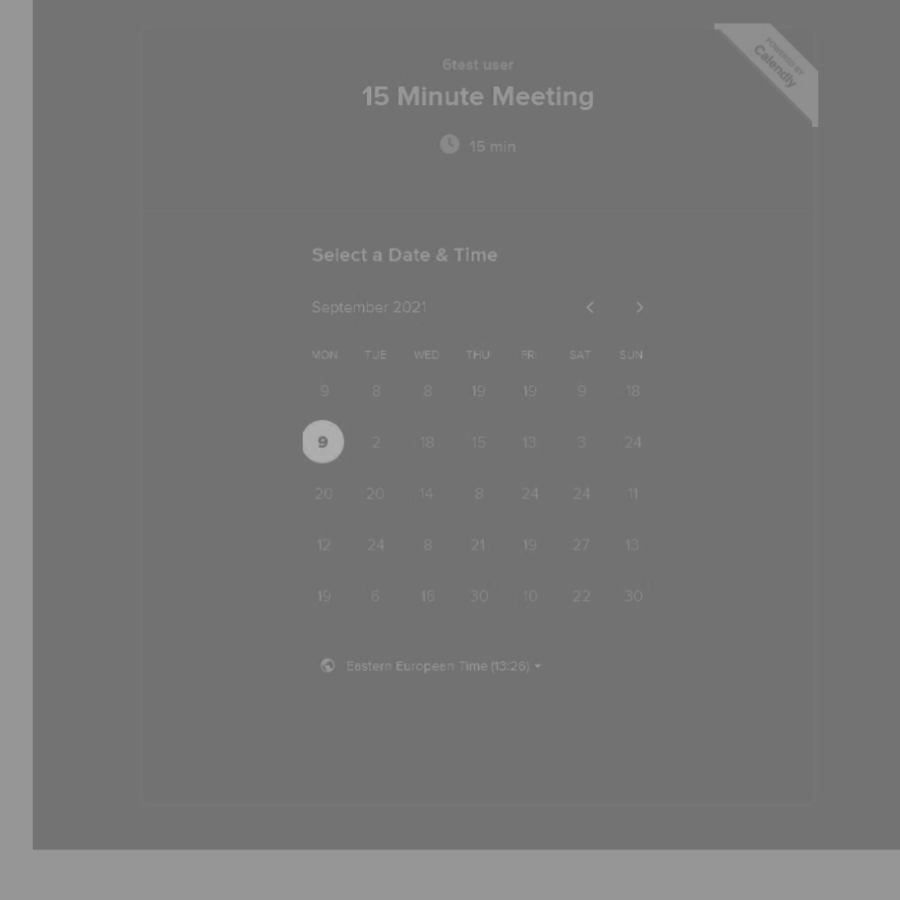 POWERED BY
Calendly
6test user
15 Minute Meeting
15 min
Select a Date & Time
September 2021
MON TUE WED THU FRI SAT SUN
9 8 8 19 19 9 18
9 2 18 15 13 3 24
20 20 14 8 24 24 11
12 24 8 21 19 27 13
19 6 16 30 10 22 30
Eastern European Time (13:26)